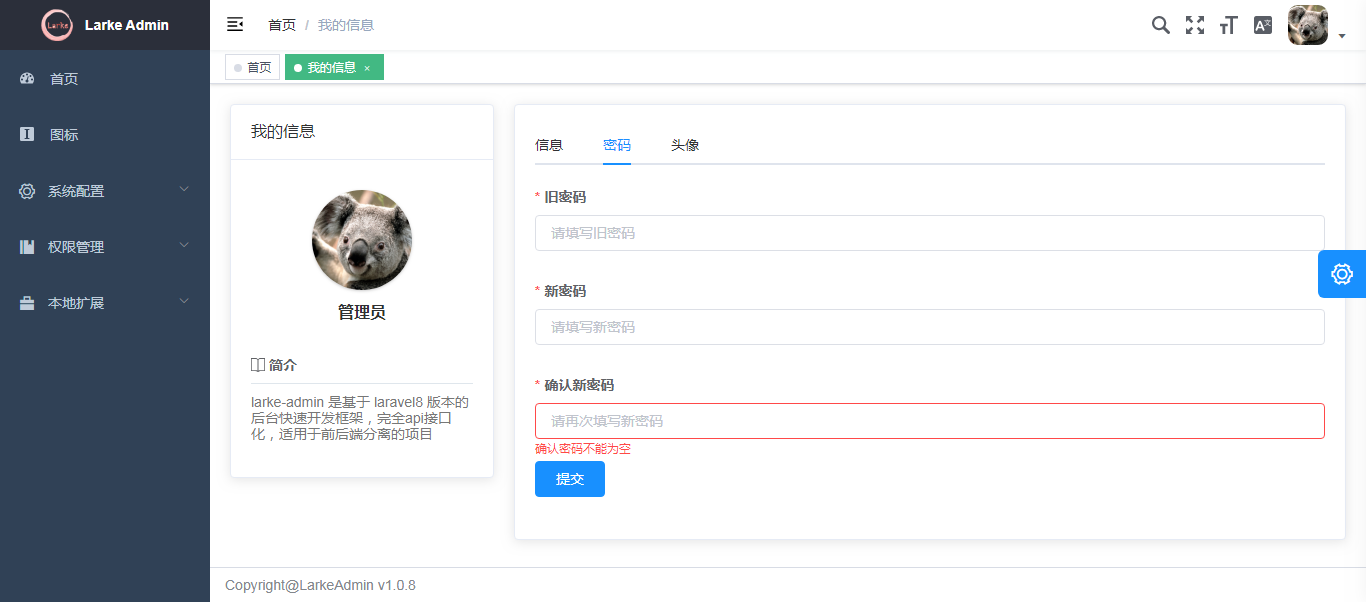 Larke
Larke Admin
首页
图标
系统配置
权限管理
本地扩展
首页 / 我的信息
首页
我的信息 ×
我的信息
管理员
简介
larke-admin 是基于 laravel8 版本的
后台快速开发框架，完全api接口
化，适用于前后端分离的项目
信息 密码 头像
* 旧密码
请填写旧密码
* 新密码
请填写新密码
* 确认新密码
请再次填写新密码
确认密码不能为空
提交
Copyright@LarkeAdmin v1.0.8